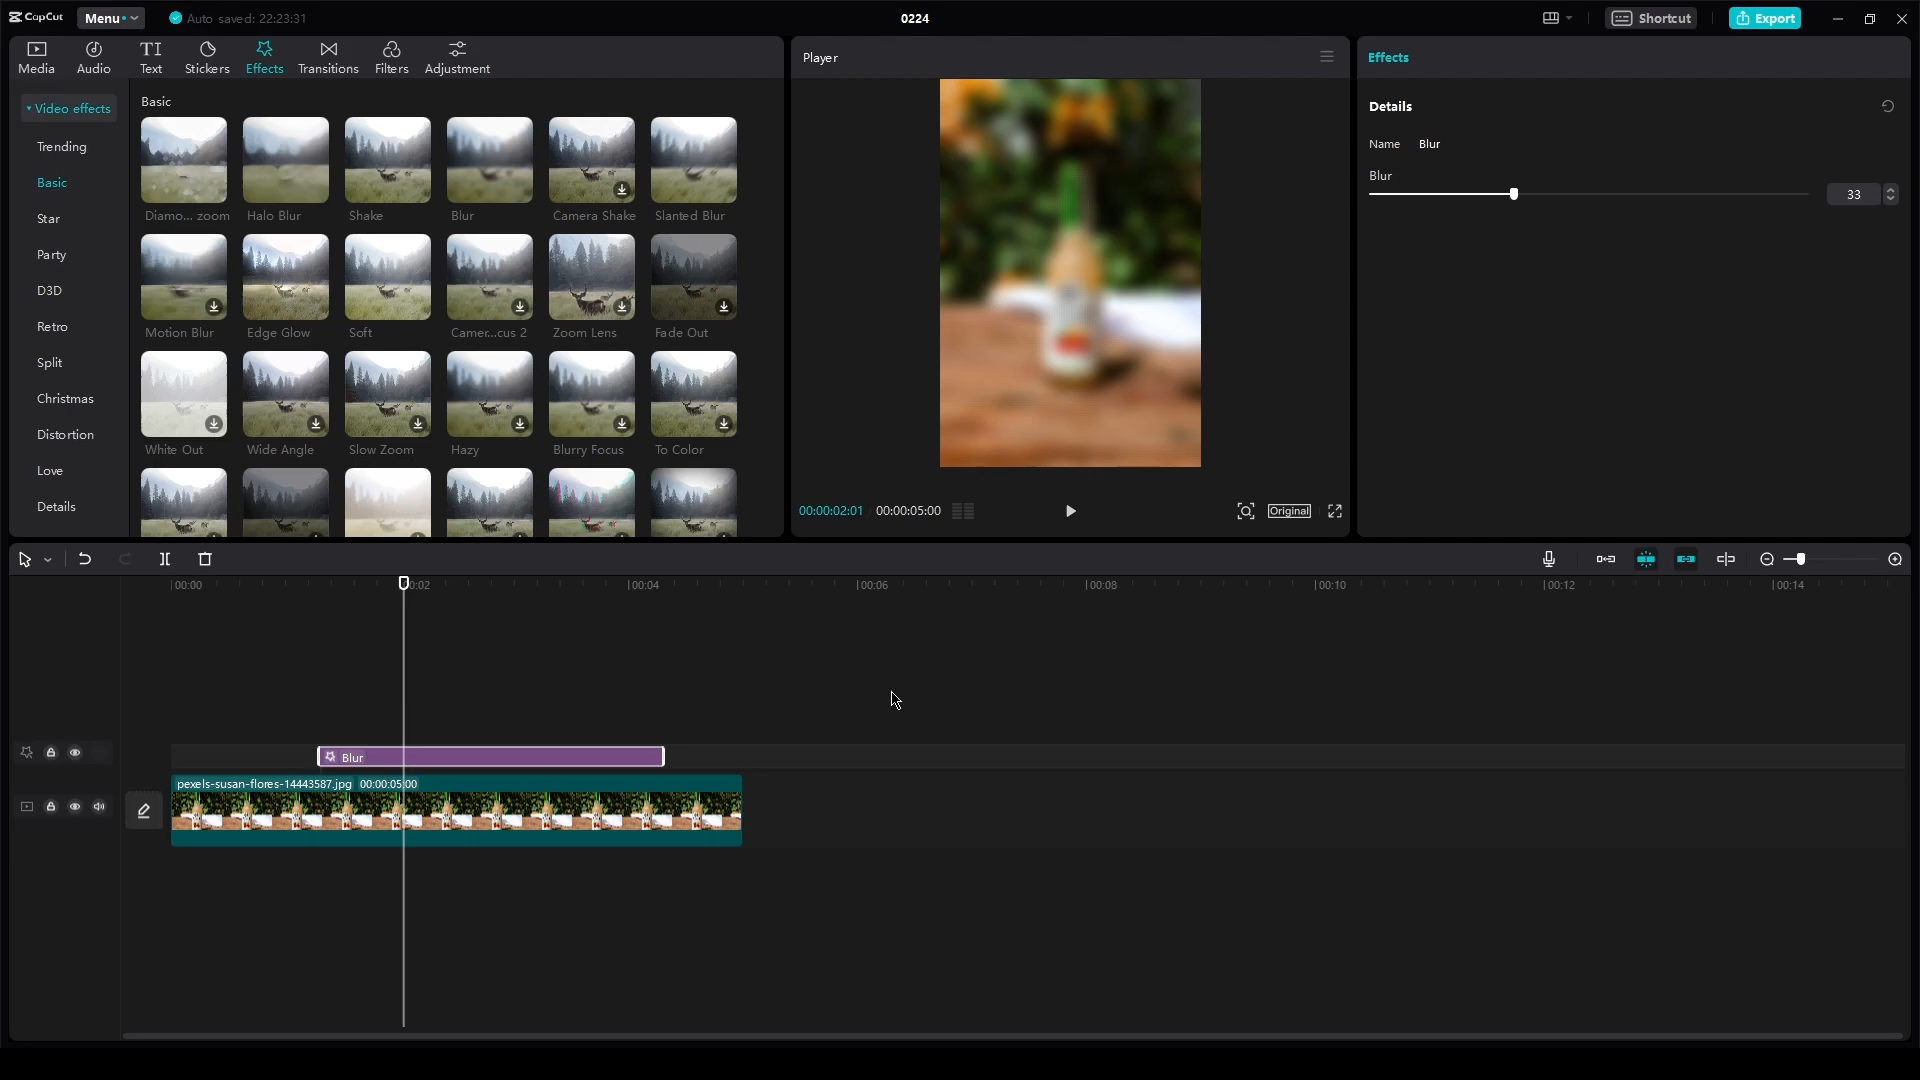 CapCut
Menu
Auto saved: 22:23:31
0224
Shortcut
Export
Media
Audio
TI
Text
Stickers
Effects
Transitions
Filters
Adjustment
Video effects
Trending
Basic
Star
Party
D3D
Retro
Split
Christmas
Distortion
Love
Details
Basic
Diamo... zoom
Halo Blur
Shake
Blur
Camera Shake
Slanted Blur
Motion Blur
Edge Glow
Soft
Camer...cus 2
Zoom Lens
Fade Out
White Out
Wide Angle
Slow Zoom
Hazy
Blurry Focus
To Color
Player
00:00:02:01
00:00:05:00
Original
Effects
Details
Name Blur
Blur
33
00:00
00:02
00:04
00:06
00:08
00:10
00:12
00:14
Blur
pexels-susan-flores-14443587.jpg 00:00:05:00